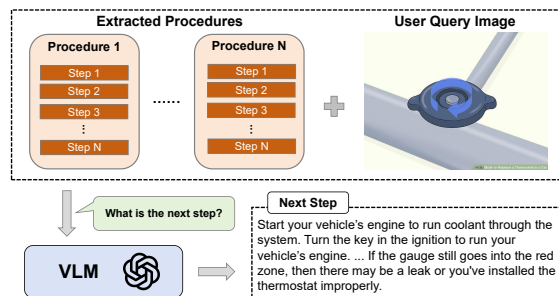 Extracted Procedures
User Query Image
Procedure 1
Step 1
Step 2
Step 3
⋮
Step N
......
Procedure N
Step 1
Step 2
Step 3
⋮
Step N
What is the next step?
VLM
Next Step
Start your vehicle's engine to run coolant through the
system. Turn the key in the ignition to run your
vehicle's engine. ... If the gauge still goes into the red
zone, then there may be a leak or you've installed the
thermostat improperly.